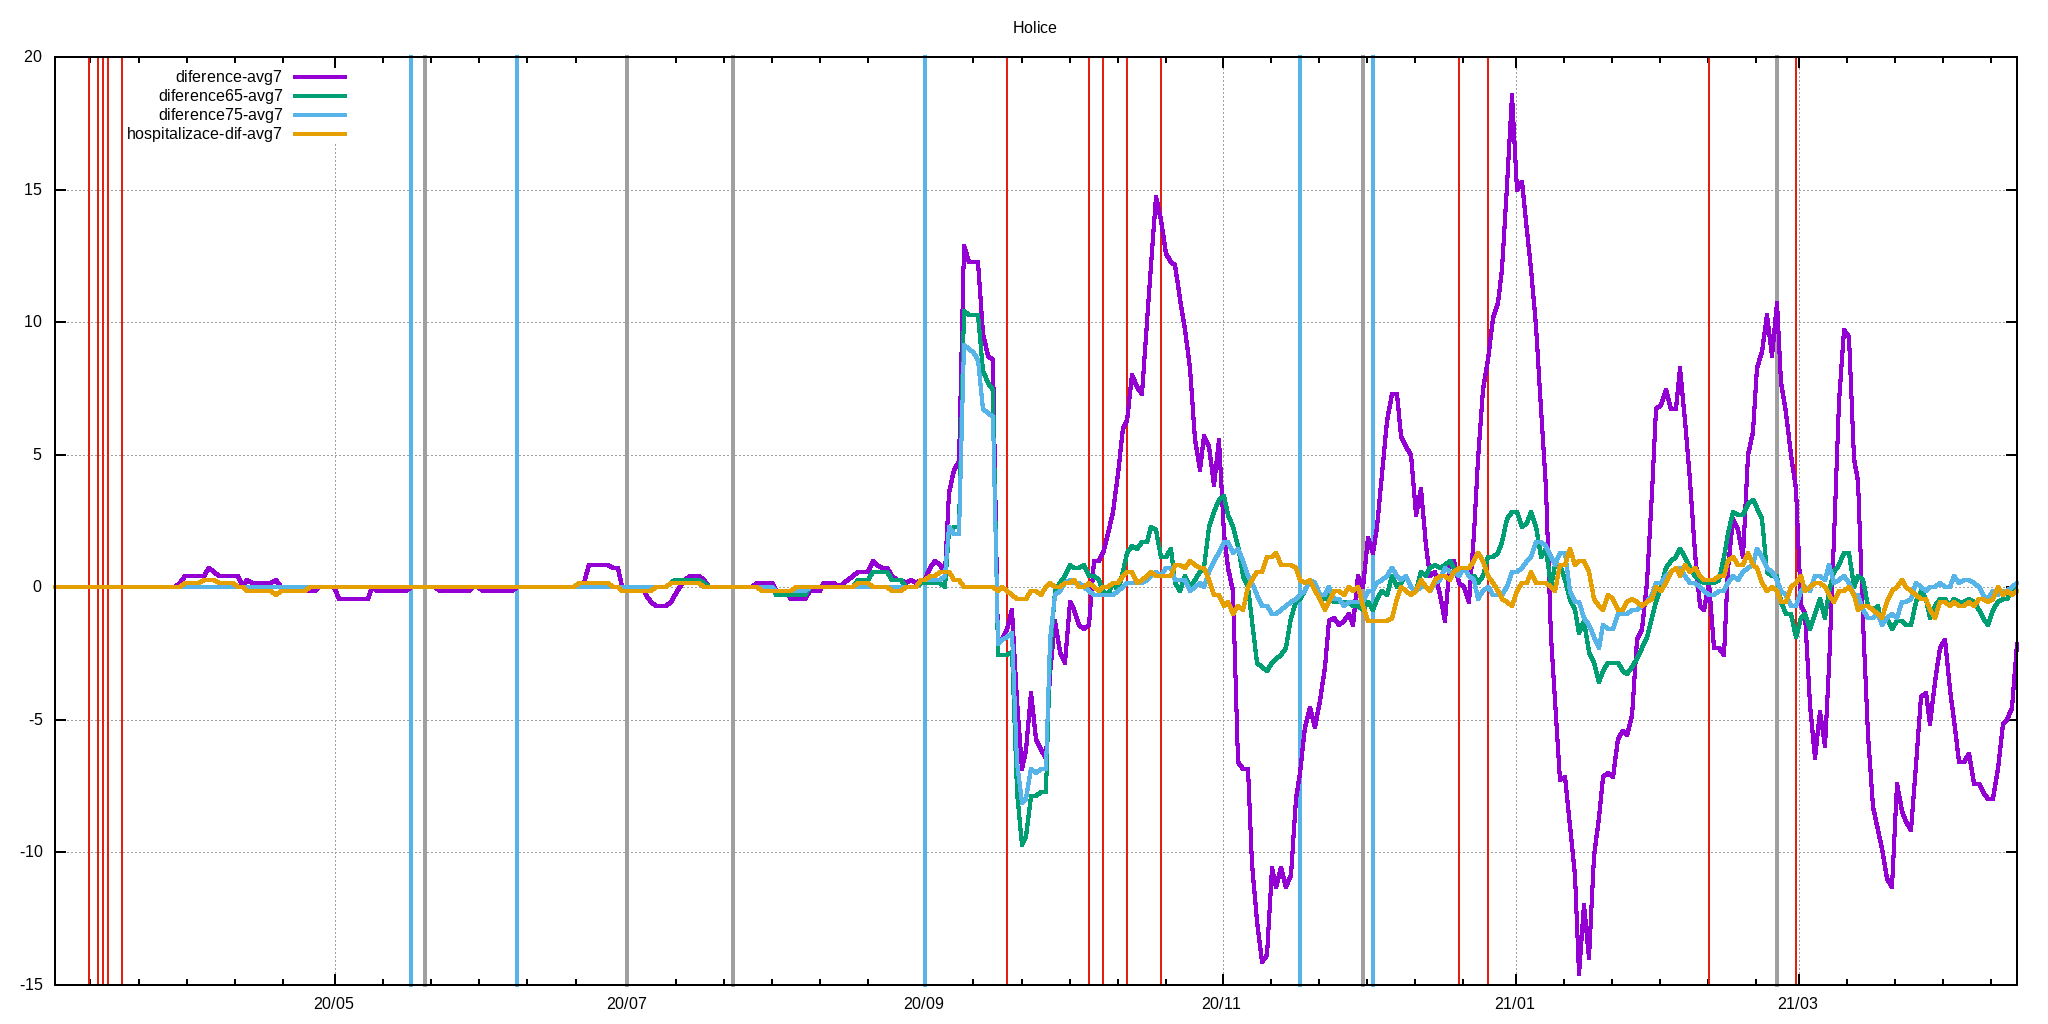 Holice
20
diference-avg7
diference65-avg7
diference75-avg7
hospitalizace-dif-avg7
15
10
5
0
-5
-10
-15
20/05 20/07 20/09 20/11 21/01 21/03